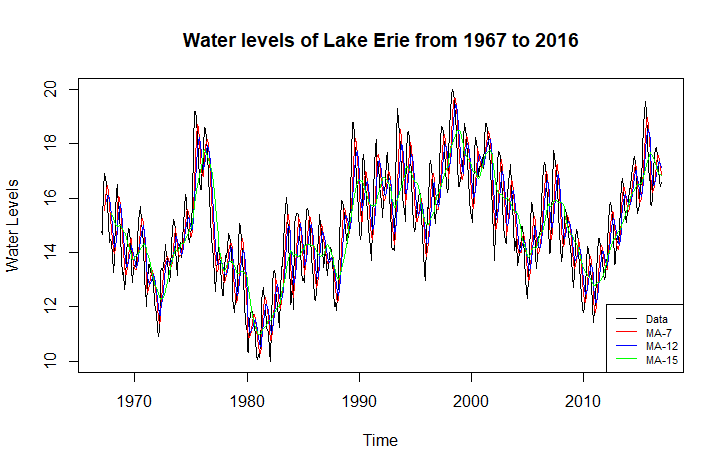 Water levels of Lake Erie from 1967 to 2016
Water Levels
20
18
16
14
12
10
1970
1980
1990
2000
2010
Time
Data
MA-7
MA-12
MA-15